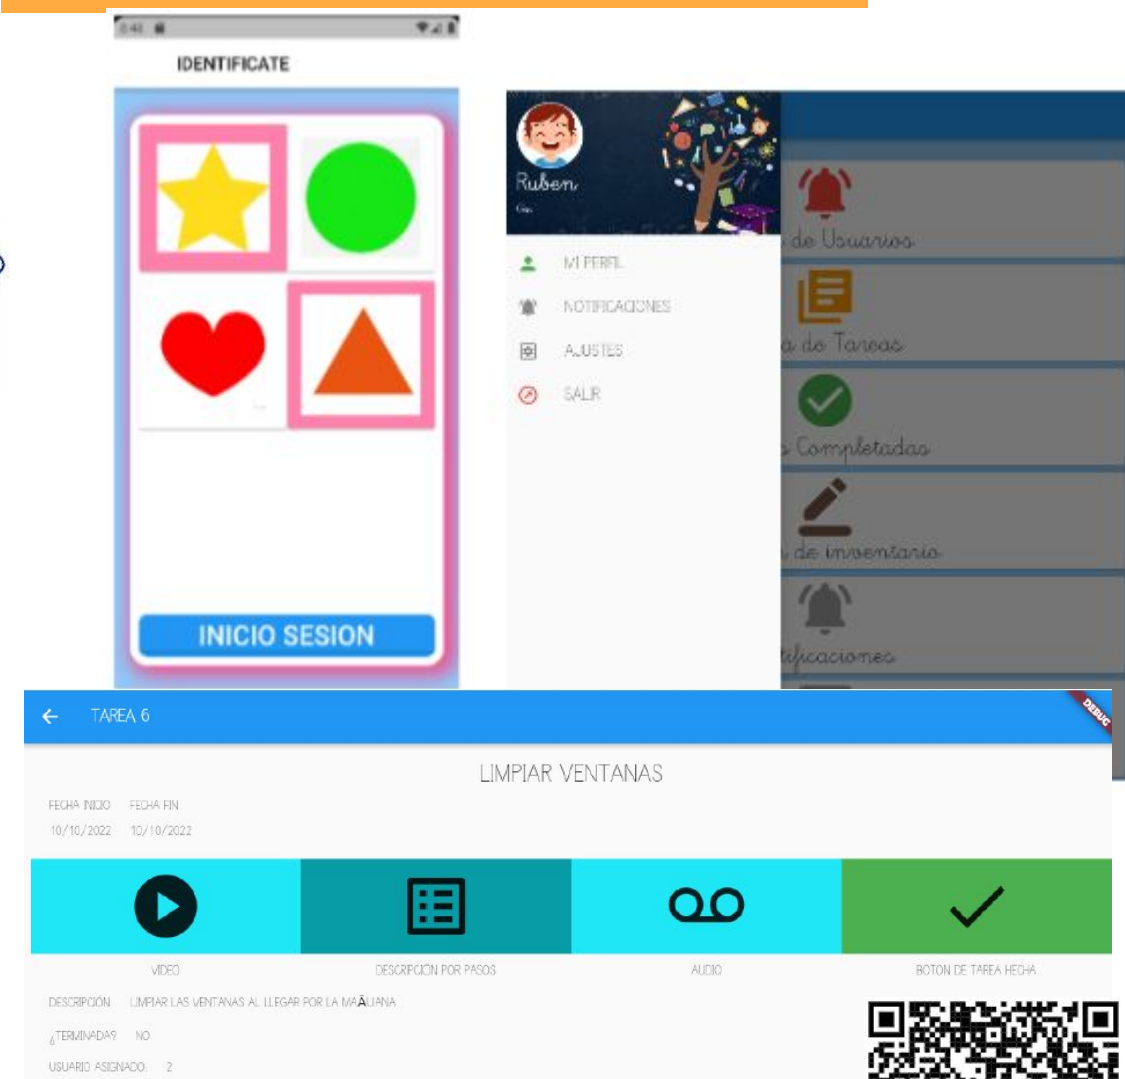 IDENTIFICATE
INICIO SESION
Ruben
MI PERFIL
NOTIFICACIONES
AJUSTES
SALIR
de Usuarios
de Tareas
Completadas
de inventario
ificaciones
TAREA 6
DEBUG
LIMPIAR VENTANAS
FECHA INICIO FECHA FIN
10/10/2022 10/10/2022
VIDEO DESCRIPCIÓN POR PASOS AUDIO BOTON DE TAREA HECHA
DESCRIPCIÓN: LIMPIAR LAS VENTANAS AL LLEGAR POR LA
¿TERMINADA? NO
USUARIO ASIGNADO: 2